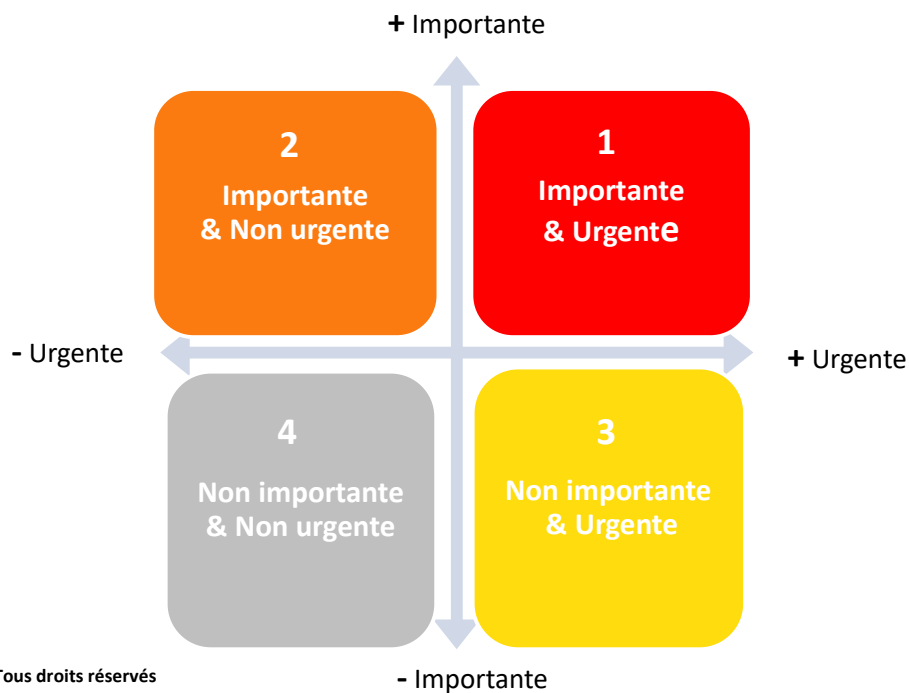 + Importante
2
Importante
& Non urgente
1
Importante
& Urgente
- Urgente
+ Urgente
4
Non importante
& Non urgente
3
Non importante
& Urgente
Tous droits réservés
- Importante